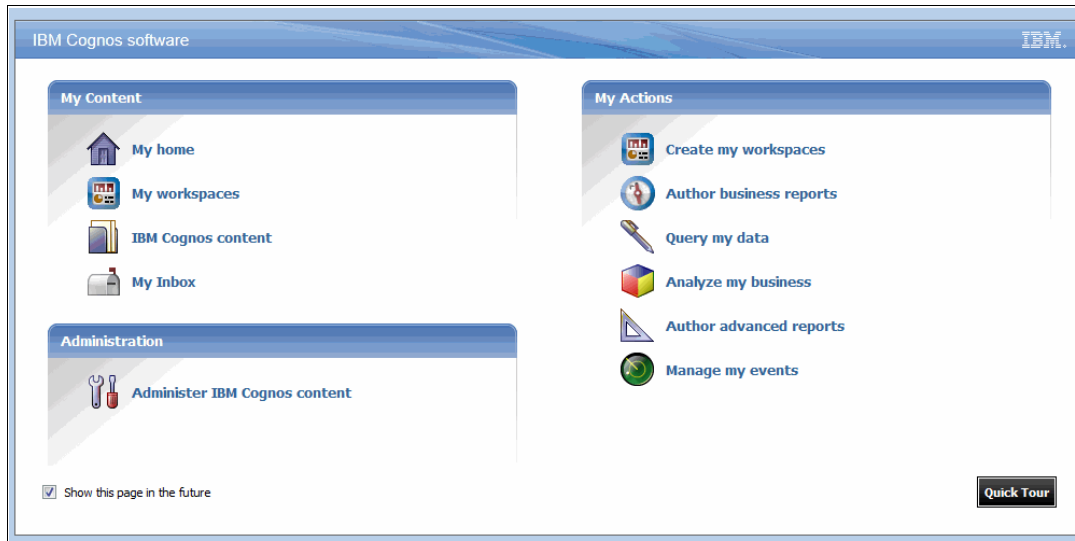 IBM Cognos software
IBM.
My Content
My home
My workspaces
IBM Cognos content
My Inbox
Administration
Administer IBM Cognos content
My Actions
Create my workspaces
Author business reports
Query my data
Analyze my business
Author advanced reports
Manage my events
Show this page in the future
Quick Tour